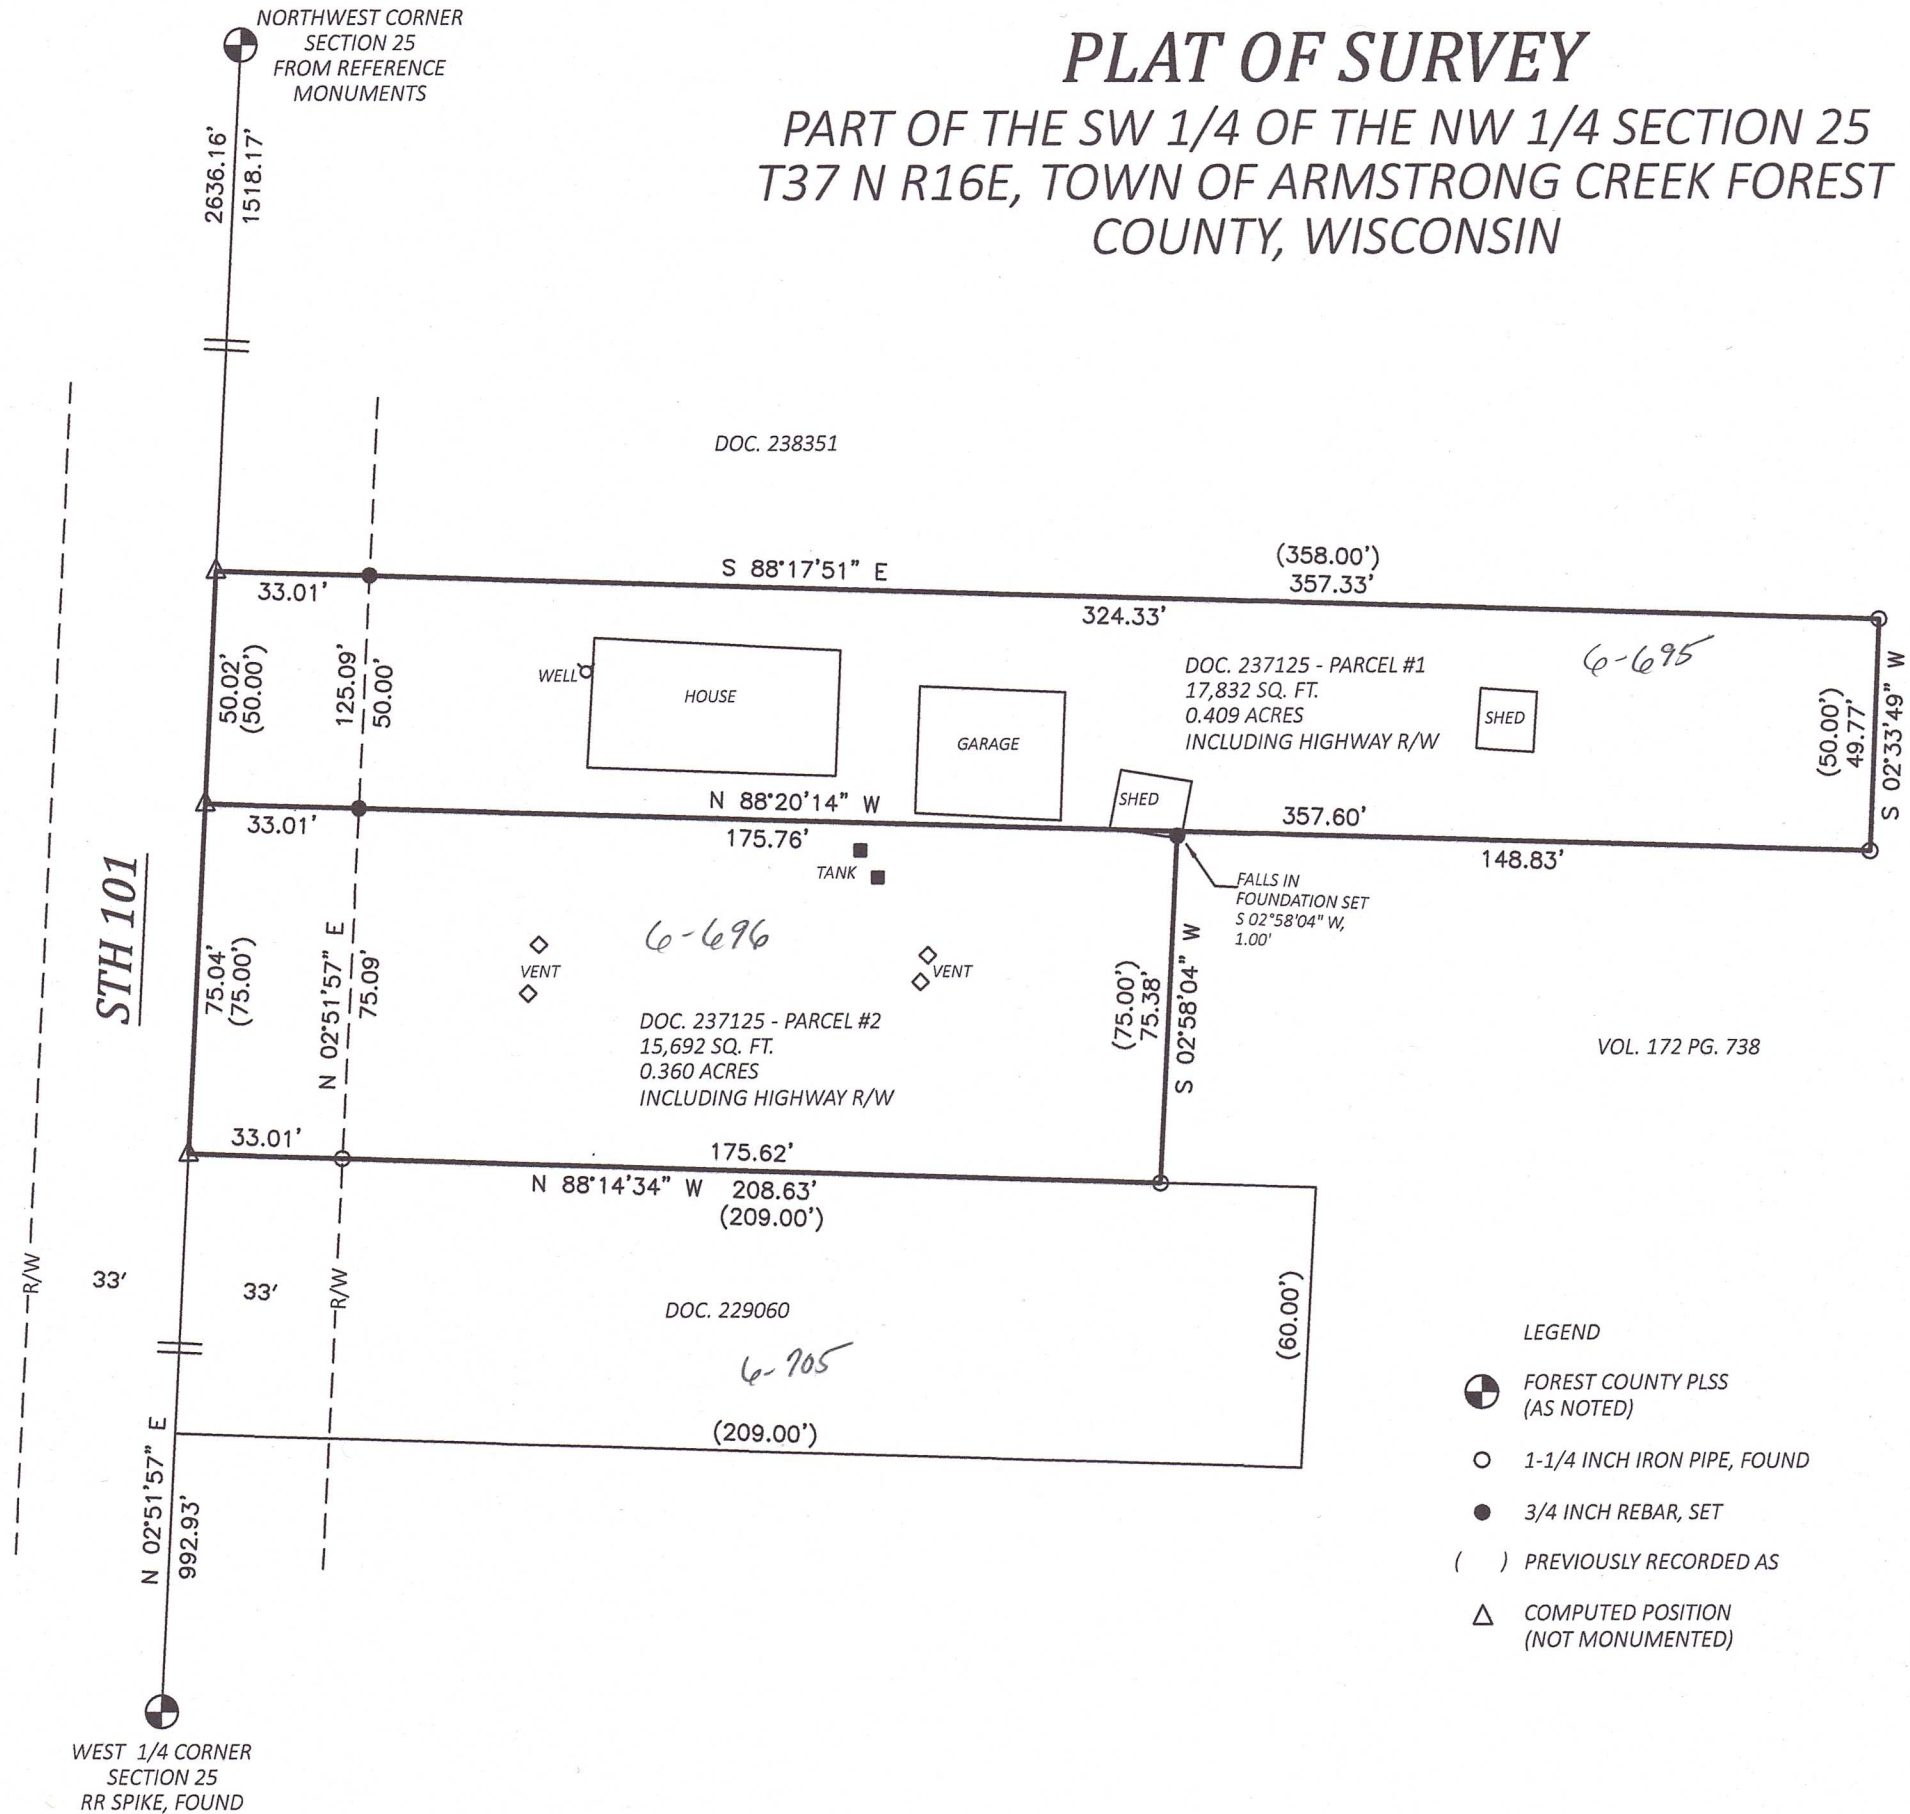 NORTHWEST CORNER
SECTION 25
FROM REFERENCE
MONUMENTS
PLAT OF SURVEY
PART OF THE SW 1/4 OF THE NW 1/4 SECTION 25
T37 N R16E, TOWN OF ARMSTRONG CREEK FOREST
COUNTY, WISCONSIN
2636.16'
1518.17'
DOC. 238351
S 88°17'51" E
(358.00')
357.33'
33.01'
324.33'
50.02'
(50.00')
125.09'
50.00'
WELL
HOUSE
GARAGE
DOC. 237125 - PARCEL #1
17,832 SQ. FT.
0.409 ACRES
INCLUDING HIGHWAY R/W
6-695
SHED
(50.00')
49.77'
S 02°33'49" W
SHED
N 88°20'14" W
357.60'
33.01'
175.76'
148.83'
TANK
FALLS IN
FOUNDATION SET
S 02°58'04" W,
1.00'
STH 101
75.04'
(75.00')
N 02°51'57" E
75.09'
6-696
VENT
VENT
(75.00')
75.38'
S 02°58'04" W
DOC. 237125 - PARCEL #2
15,692 SQ. FT.
0.360 ACRES
INCLUDING HIGHWAY R/W
VOL. 172 PG. 738
33.01'
175.62'
N 88°14'34" W 208.63'
(209.00')
R/W
33'
33'
R/W
DOC. 229060
6-705
(60.00')
(209.00')
N 02°51'57" E
992.93'
WEST 1/4 CORNER
SECTION 25
RR SPIKE, FOUND
LEGEND
FOREST COUNTY PLSS
(AS NOTED)
1-1/4 INCH IRON PIPE, FOUND
3/4 INCH REBAR, SET
( ) PREVIOUSLY RECORDED AS
COMPUTED POSITION
(NOT MONUMENTED)